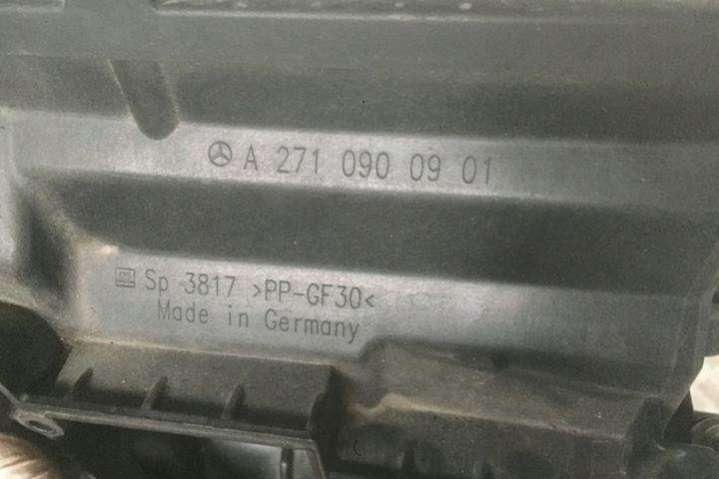 A 271 090 09 01
Sp 3817 >PP-GF30<
Made in Germany